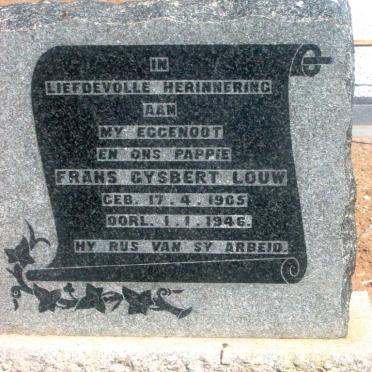 IN
LIEFDEVOLLE HERINNERING
AAN
MY EGGENOOT
EN ONS PAPPIE
FRANS GYSBERT LOUW
GEB. 17. 4. 1905
OORL. 1. 1. 1946.
HY RUS VAN SY ARBEID.